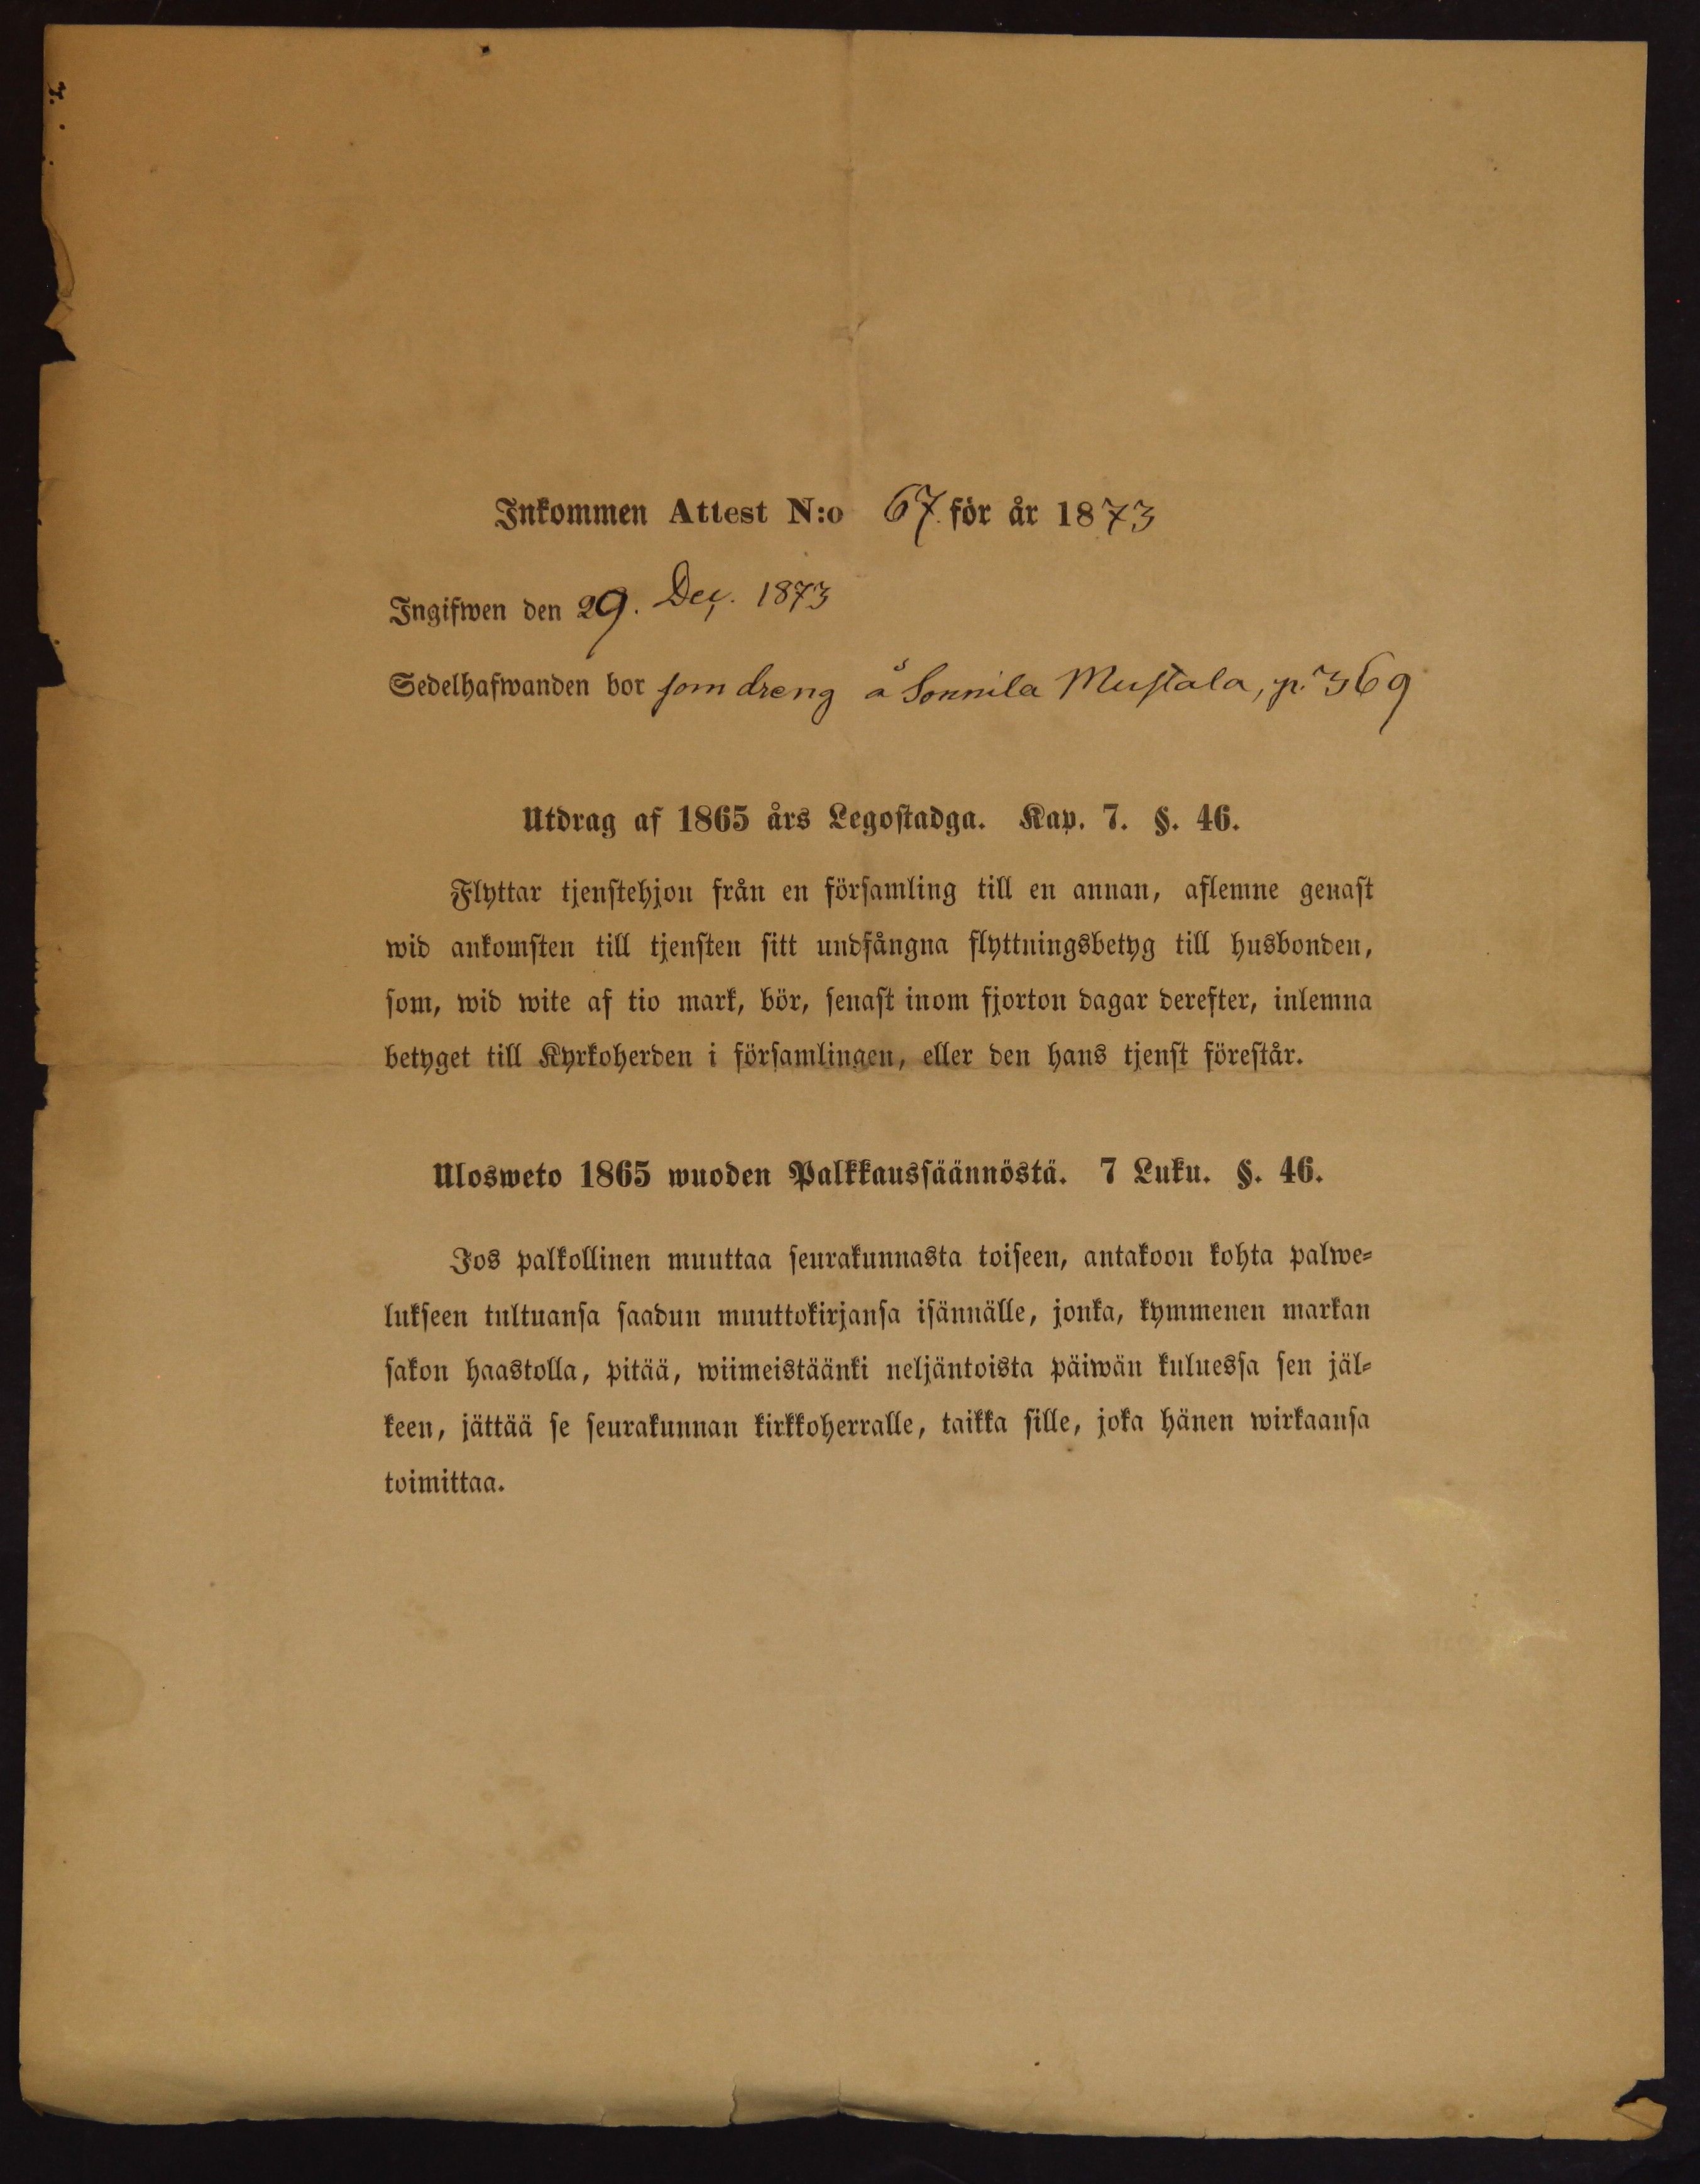 Inkommen Attest N:o 67. för år 1873
Ingifwen den 29. Dec. 1873
Sedelhafwanden bor som dreng å Sonnila Mustala, p. 369
Utdrag af 1865 års Legostadga. Kap. 7. §. 46.
Flyttar tjenstehjon från en församling till en annan, aflemne genast
wid ankomsten till tjensten sitt undfångna flyttningsbetyg till husbonden,
som, wid wite af tio mark, bör, senast inom fjorton dagar derefter, inlemna
betyget till Kyrkoherden i församlingen, eller den hans tjenst förestår.
Ulosweto 1865 wuoden Palkkaussäännöstä. 7 Luku. §. 46.
Jos palkollinen muuttaa seurakunnasta toiseen, antakoon kohta palwe-
lukseen tultuansa saadun muuttokirjansa isännälle, jonka, kymmenen markan
sakon haastolla, pitää, wiimeistäänki neljäntoista päiwän kuluessa sen jäl-
keen, jättää se seurakunnan kirkkoherralle, taikka sille, joka hänen wirkaansa
toimittaa.